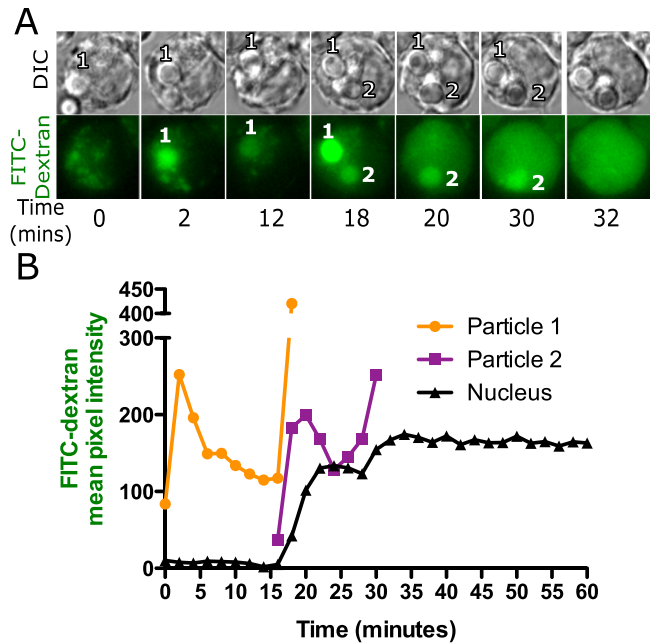 A
DIC
1 1 1 1 2 1 2 1 2
FITC-
Dextran
1 1 1 2 2 2
Time
(mins)
0 2 12 18 20 30 32
B
FITC-dextran
mean pixel intensity
450
400
300
200
100
0
Particle 1
Particle 2
Nucleus
0 5 10 15 20 25 30 35 40 45 50 55 60
Time (minutes)